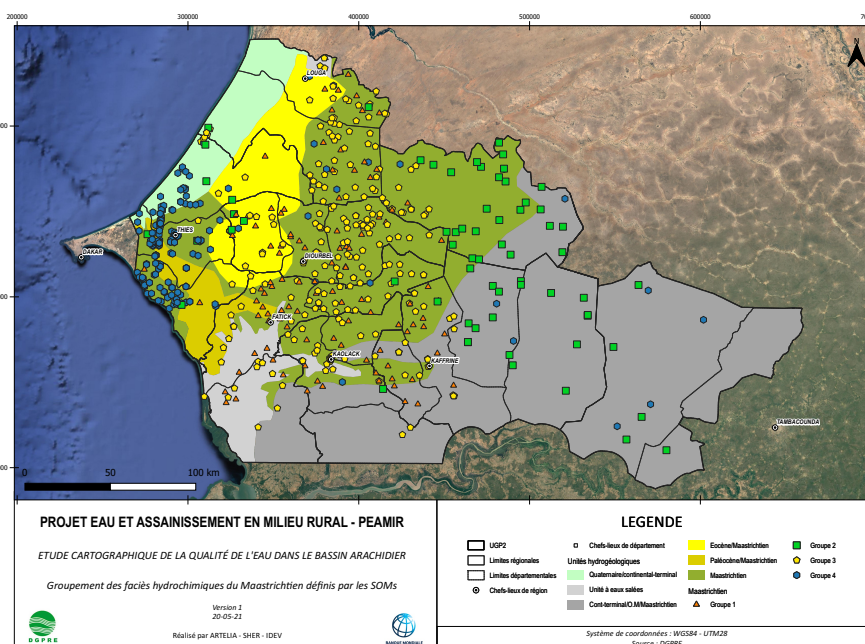 200000
300000
400000
500000
600000
N
LOUGA
THIES
DAKAR
DIOURBEL
FATICK
KAOLACK
KAFFRINE
TAMBACOUNDA
0
50
100 km
PROJET EAU ET ASSAINISSEMENT EN MILIEU RURAL - PEAMIR
ETUDE CARTOGRAPHIQUE DE LA QUALITÉ DE L'EAU DANS LE BASSIN ARACHIDIER
Groupement des faciès hydrochimiques du Maastrichtien définis par les SOMs
Version 1
20-05-21
Réalisé par ARTELIA - SHER - IDEV
DGPRE
BANQUE MONDIALE
LEGENDE
UGP2
Limites régionales
Limites départementales
Chefs-lieux de région
Chefs-lieux de département
Unités hydrogéologiques
Quaternaire/continental-terminal
Unité à eaux salées
Cont-terminal/O.M/Maastrichtien
Eocène/Maastrichtien
Paléocène/Maastrichtien
Maastrichtien
Maastrichtien
Groupe 1
Groupe 2
Groupe 3
Groupe 4
Système de coordonnées : WGS84 - UTM28
Source : DGPRE